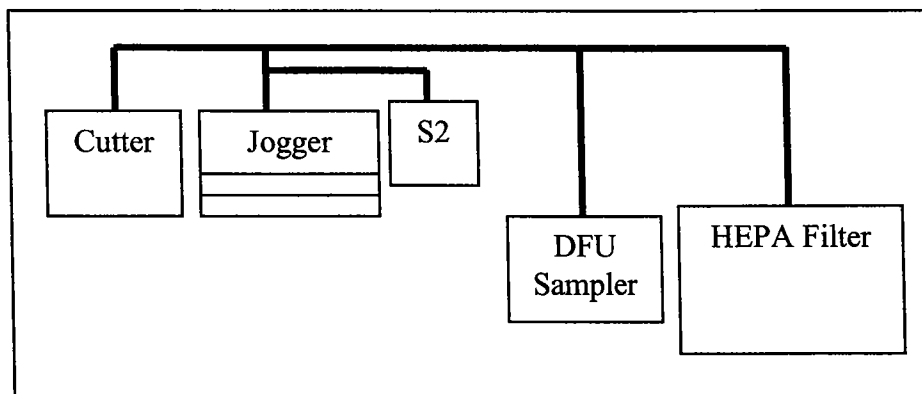 Cutter
Jogger
S2
DFU
Sampler
HEPA Filter